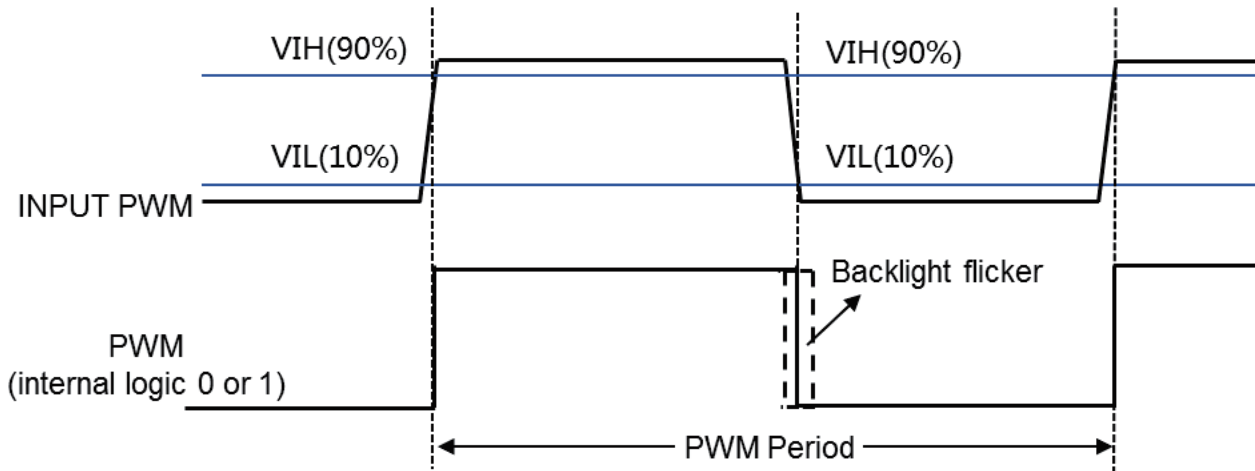 VIH(90%)
VIH(90%)
VIL(10%)
VIL(10%)
INPUT PWM
Backlight flicker
PWM
(internal logic 0 or 1)
PWM Period